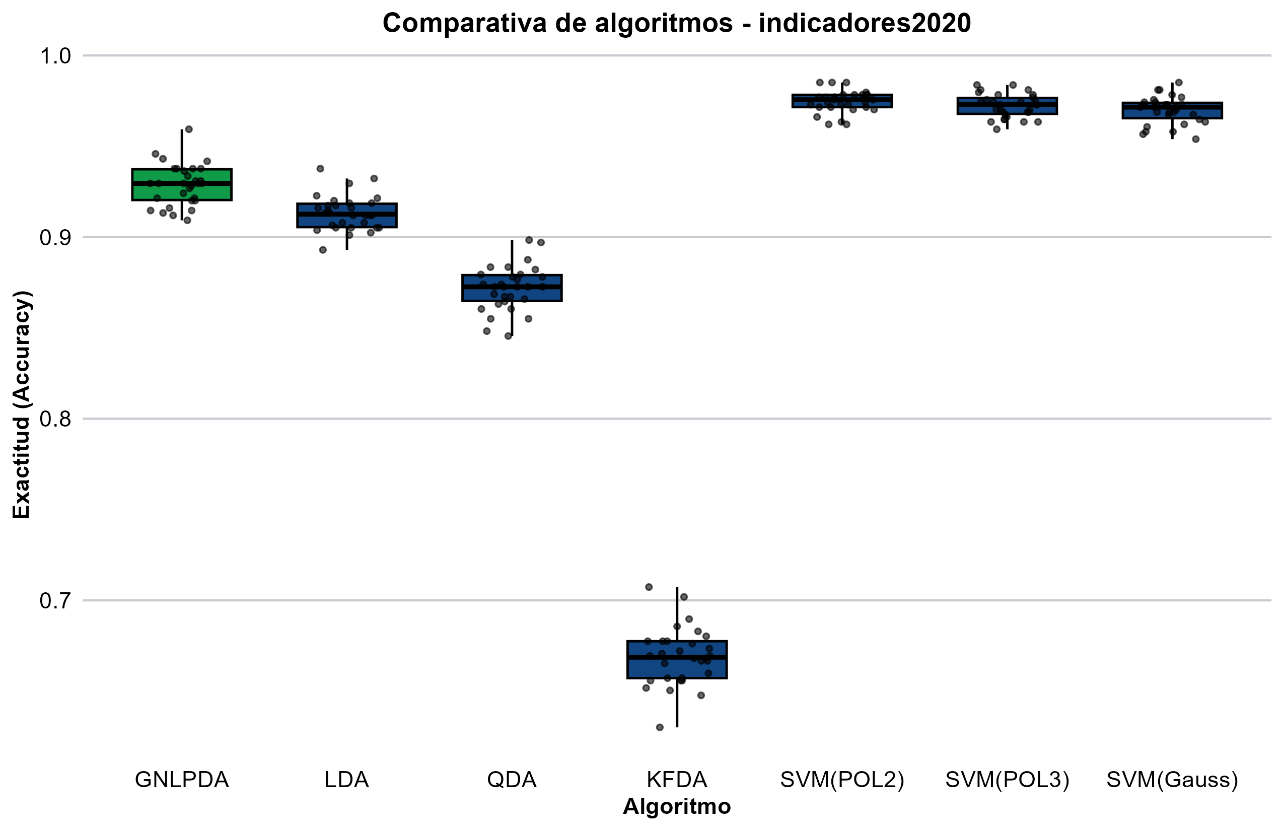 Comparativa de algoritmos - indicadores2020
Exactitud (Accuracy)
1.0
0.9
0.8
0.7
GNLPDA
LDA
QDA
KFDA
SVM(POL2)
SVM(POL3)
SVM(Gauss)
Algoritmo